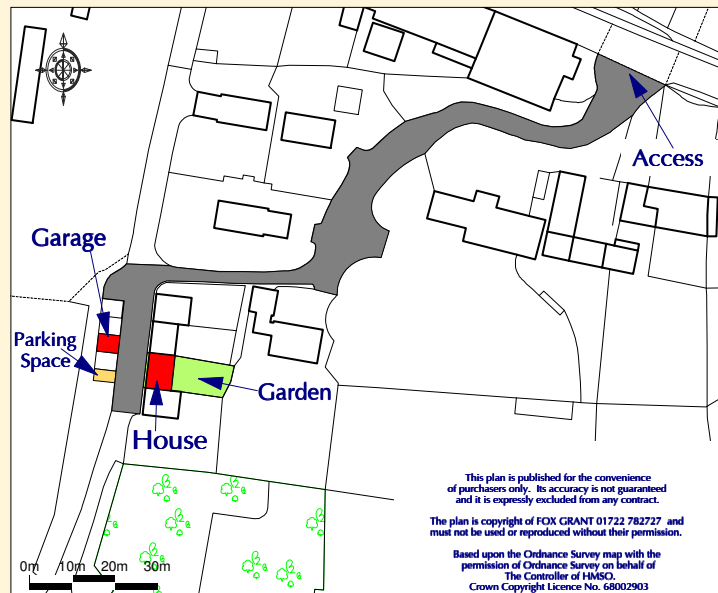 Access
Garage
Parking
Space
Garden
House
This plan is published for the convenience
of purchasers only. Its accuracy is not guaranteed
and it is expressly excluded from any contract.
The plan is copyright of FOX GRANT 01722 782727 and
must not be used or reproduced without their permission.
Based upon the Ordnance Survey map with the
permission of Ordnance Survey on behalf of
The Controller of HMSO.
Crown Copyright Licence No. 68002903
0m 10m 20m 30m